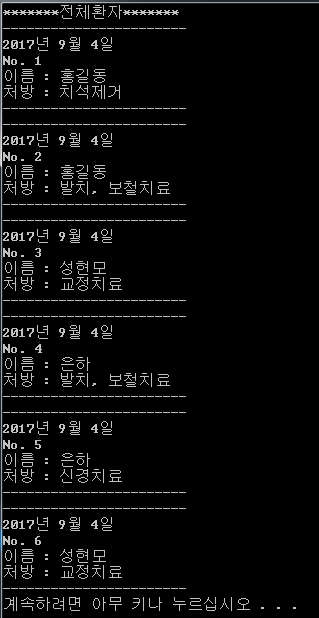 *******전체환자*******
-----------------------
2017년 9월 4일
No. 1
이름 : 홍길동
처방 : 치석제거
-----------------------
-----------------------
2017년 9월 4일
No. 2
이름 : 홍길동
처방 : 발치, 보철치료
-----------------------
-----------------------
2017년 9월 4일
No. 3
이름 : 성현모
처방 : 교정치료
-----------------------
-----------------------
2017년 9월 4일
No. 4
이름 : 은하
처방 : 발치, 보철치료
-----------------------
-----------------------
2017년 9월 4일
No. 5
이름 : 은하
처방 : 신경치료
-----------------------
-----------------------
2017년 9월 4일
No. 6
이름 : 성현모
처방 : 교정치료
-----------------------
계속하려면 아무 키나 누르십시오 . . .